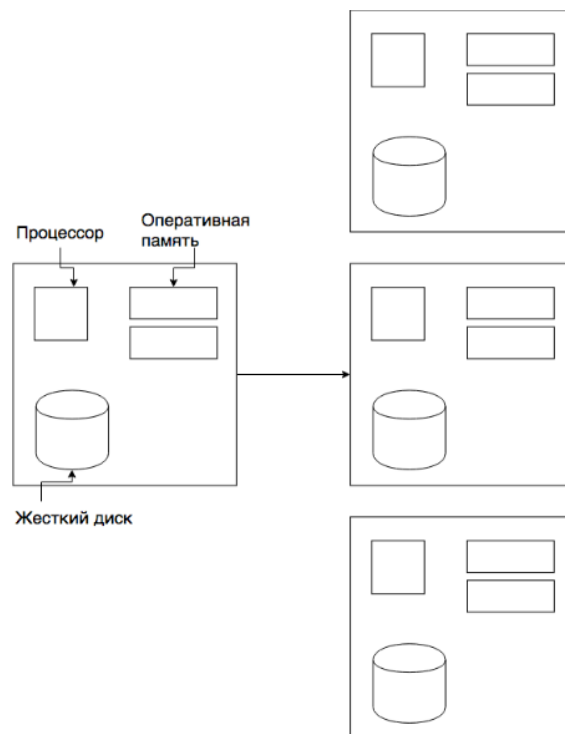 Процессор
Оперативная
память
Жесткий диск